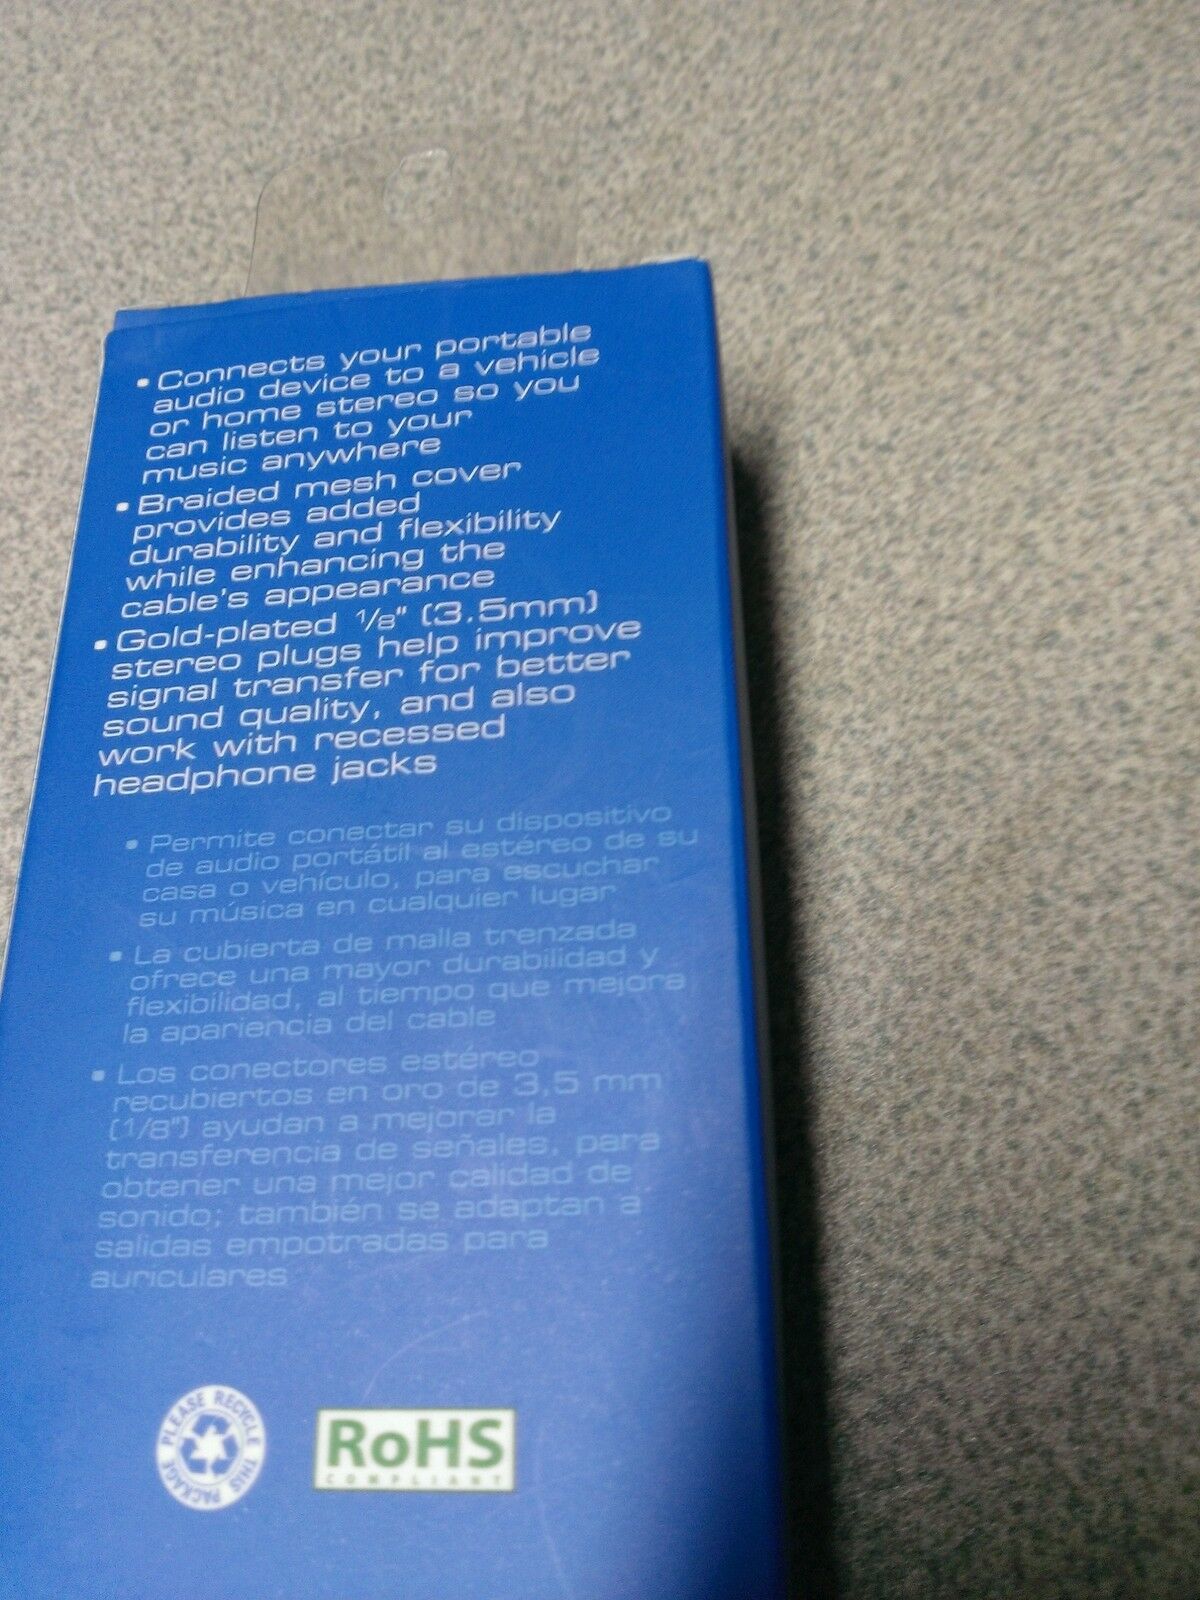 • Connects your portable
audio device to a vehicle
or home stereo so you
can listen to your
music anywhere
• Braided mesh cover
provides added
durability and flexibility
while enhancing the
cable's appearance
• Gold-plated 1/8" (3.5mm)
stereo plugs help improve
signal transfer for better
sound quality, and also
work with recessed
headphone jacks
• Permite conectar su dispositivo
de audio portátil al estéreo de su
casa o vehículo, para escuchar
su música en cualquier lugar
• La cubierta de malla trenzada
ofrece una mayor durabilidad y
flexibilidad, al tiempo que mejora
la apariencia del cable
• Los conectores estéreo
recubiertos en oro de 3,5 mm
(1/8") ayudan a mejorar la
transferencia de señales, para
obtener una mejor calidad de
sonido; también se adaptan a
salidas empotradas para
auriculares
PLEASE RECYCLE THIS PACKAGE
RoHS
COMPLIANT